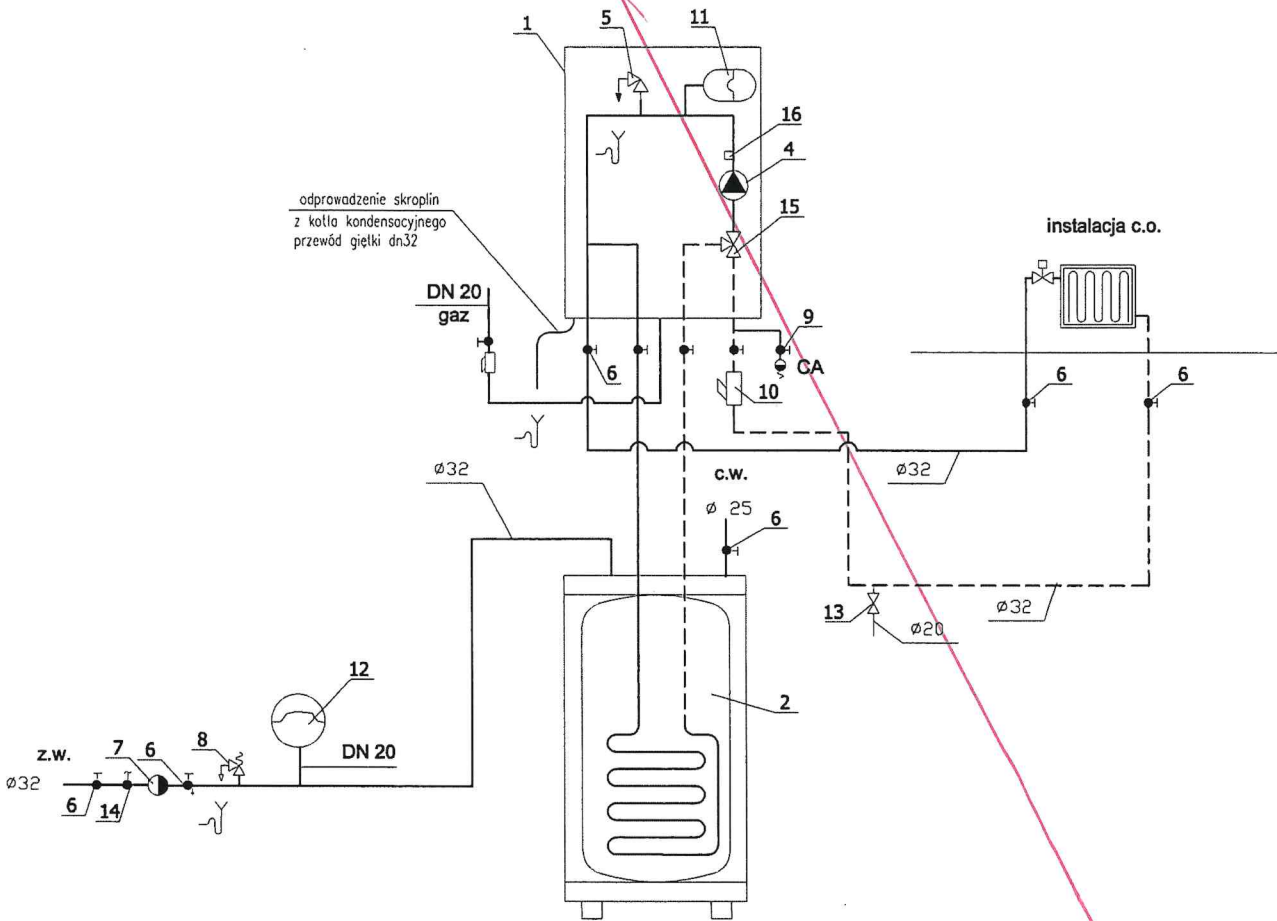 1
5
11
16
4
15
odprowadzenie skroplin
z kotła kondensacyjnego
przewód giętki dn32
instalacja c.o.
DN 20
gaz
9
CA
6
10
6
6
Ø32
Ø32
c.w.
Ø 25
6
13
Ø20
Ø32
12
2
z.w.
7
6
8
DN 20
Ø32
6
14